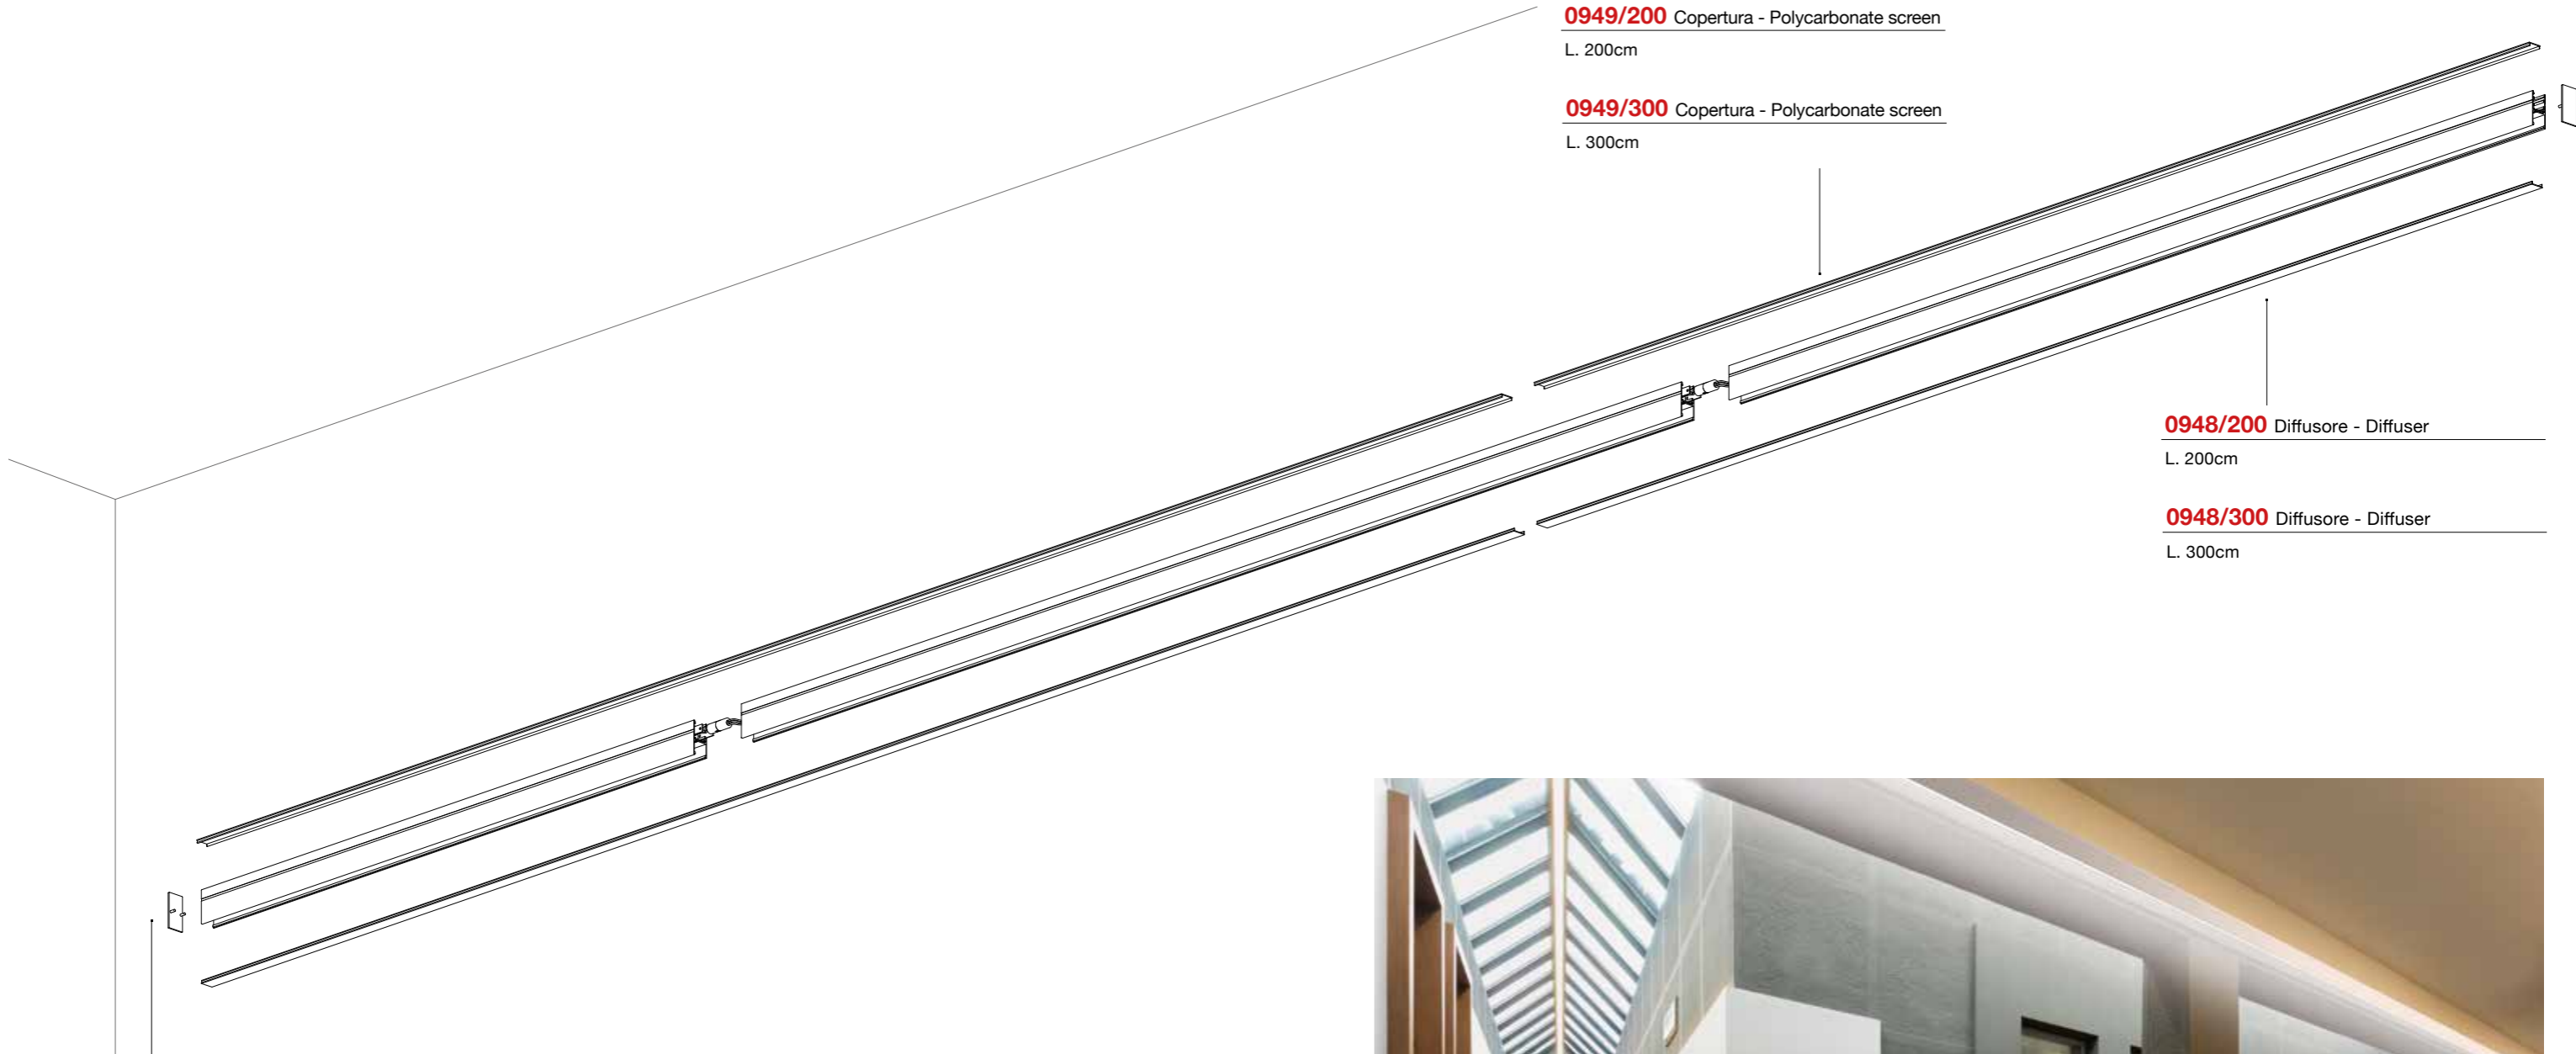 0949/200 Copertura - Polycarbonate screen
L. 200cm
0949/300 Copertura - Polycarbonate screen
L. 300cm
0948/200 Diffusore - Diffuser
L. 200cm
0948/300 Diffusore - Diffuser
L. 300cm